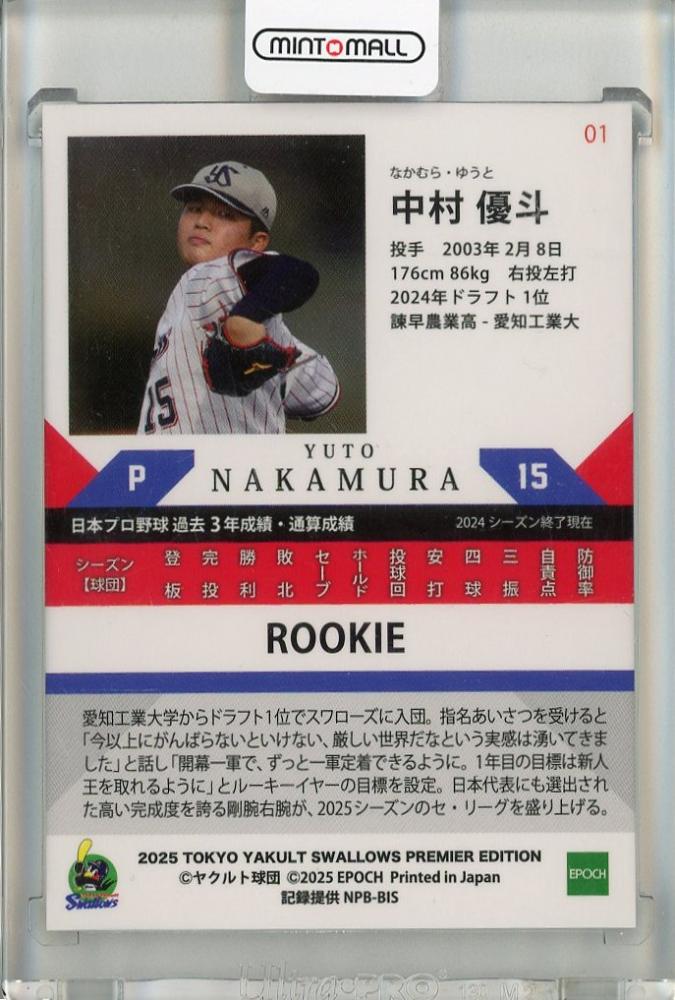 MINTOMALL
01
なかむら・ゆうと
中村 優斗
投手 2003年2月8日
176cm 86kg 右投左打
2024年ドラフト1位
諫早農業高 - 愛知工業大
YS
15
YUTO
P NAKAMURA 15
日本プロ野球 過去3年成績・通算成績 2024シーズン終了現在
シーズン【球団】 登板 完投 勝利 敗北 セーブ ホールド 投球回 安打 四球 三振 自責点 防御率
ROOKIE
愛知工業大学からドラフト1位でスワローズに入団。指名あいさつを受けると
「今以上にがんばらないといけない、厳しい世界だなという実感は湧いてきま
した」と話し「開幕一軍で、ずっと一軍定着できるように。1年目の目標は新人
王を取れるように」とルーキーイヤーの目標を設定。日本代表にも選出され
た高い完成度を誇る剛腕右腕が、2025シーズンのセ・リーグを盛り上げる。
2025 TOKYO YAKULT SWALLOWS PREMIER EDITION
©ヤクルト球団 ©2025 EPOCH Printed in Japan
記録提供 NPB-BIS
Swallows
EPOCH
Ultra PRO